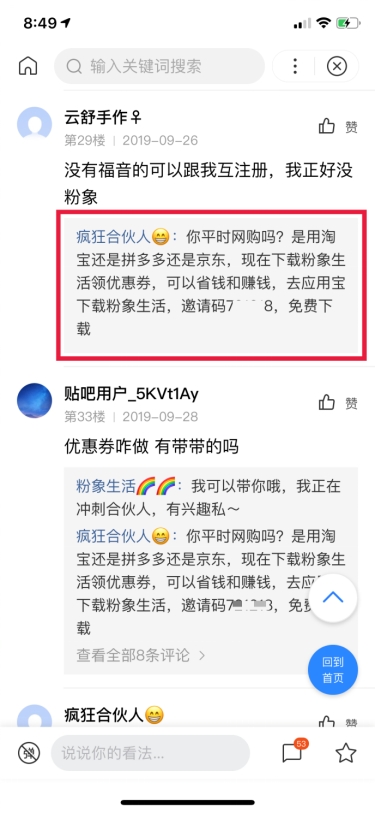 8:49
输入关键词搜索
云舒手作♀
第29楼 | 2019-09-26
赞
没有福音的可以跟我互注册，我正好没
粉象
疯狂合伙人😁：你平时网购吗？是用淘
宝还是拼多多还是京东，现在下载粉象生
活领优惠券，可以省钱和赚钱，去应用宝
下载粉象生活，邀请码7 8，免费下
载
贴吧用户_5KVt1Ay
第33楼 | 2019-09-28
赞
优惠券咋做 有带带的吗
粉象生活🌈🌈：我可以带你哦，我正在
冲刺合伙人，有兴趣私～
疯狂合伙人😁：你平时网购吗？是用淘
宝还是拼多多还是京东，现在下载粉象生
活领优惠券，可以省钱和赚钱，去应
下载粉象生活，邀请码7 3，免
载
查看全部8条评论 >
回到
首页
疯狂合伙人😁
赞
弹
说说你的看法...
53